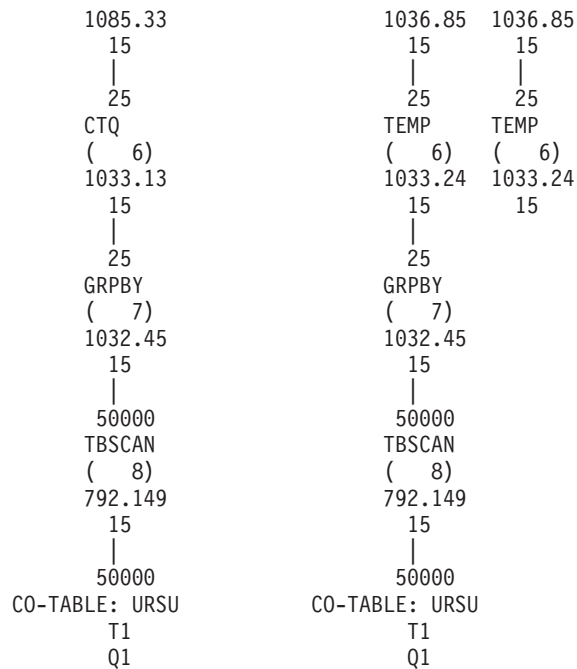 1085.33 1036.85 1036.85
15 15 15
| | |
25 25 25
CTQ TEMP TEMP
( 6) ( 6) ( 6)
1033.13 1033.24 1033.24
15 15 15
| |
25 25
GRPBY GRPBY
( 7) ( 7)
1032.45 1032.45
15 15
| |
50000 50000
TBSCAN TBSCAN
( 8) ( 8)
792.149 792.149
15 15
| |
50000 50000
CO-TABLE: URSU CO-TABLE: URSU
T1 T1
Q1 Q1